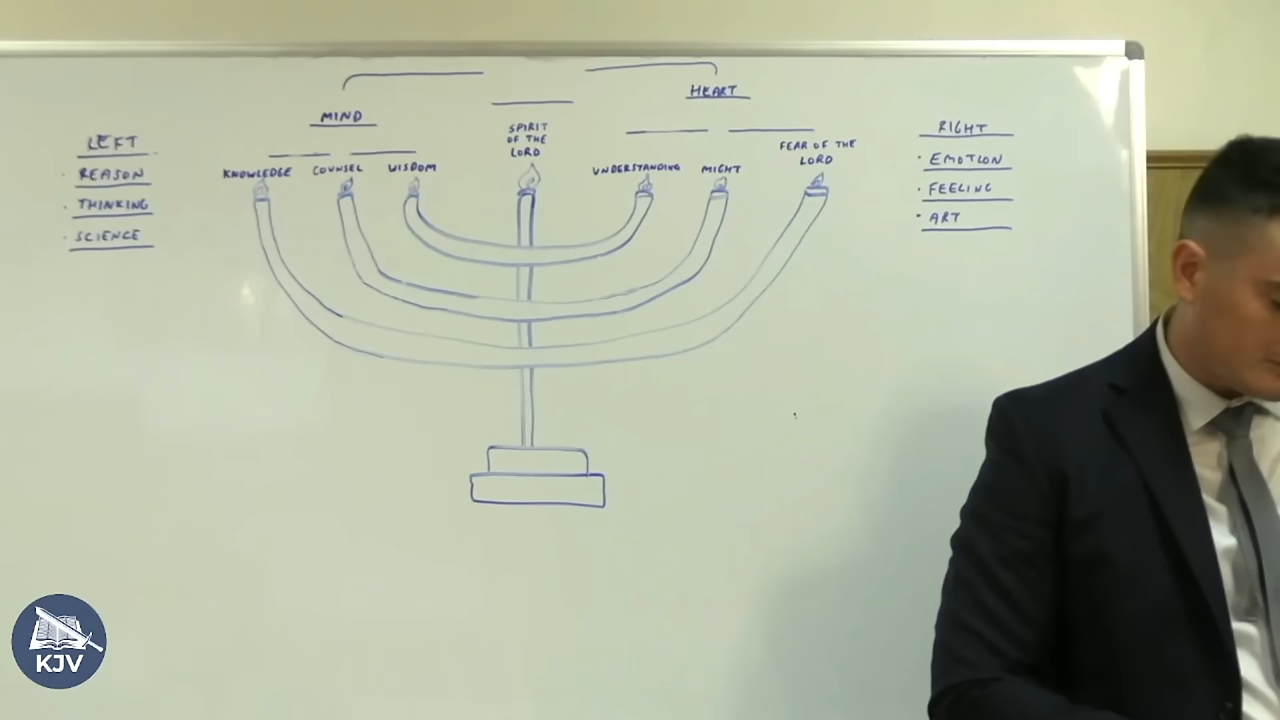 HEART
MIND
LEFT
REASON
THINKING
SCIENCE
SPIRIT
OF THE
LORD
KNOWLEDGE
COUNSEL
WISDOM
UNDERSTANDING
MIGHT
FEAR OF THE
LORD
RIGHT
EMOTION
FEELING
ART
KJV